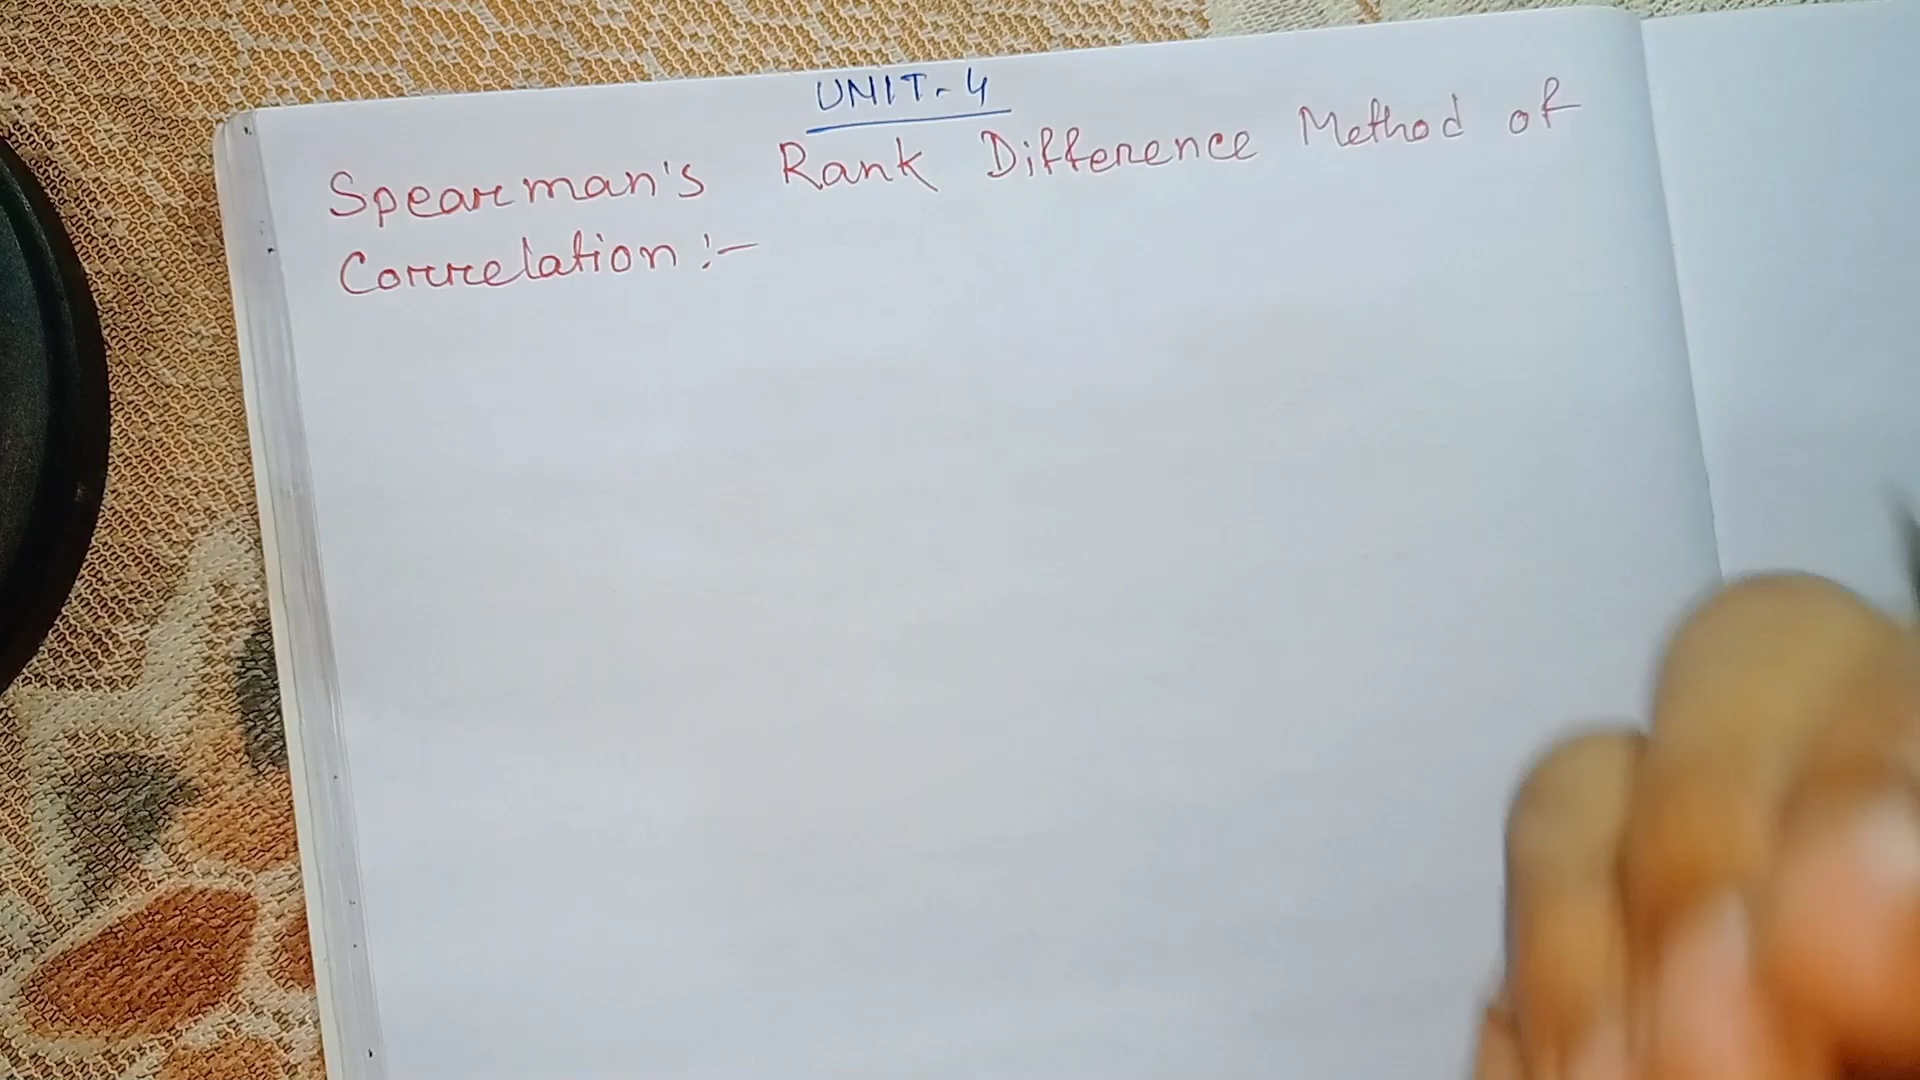 UNIT-4
Spearman's Rank Difference Method of
Correlation :-